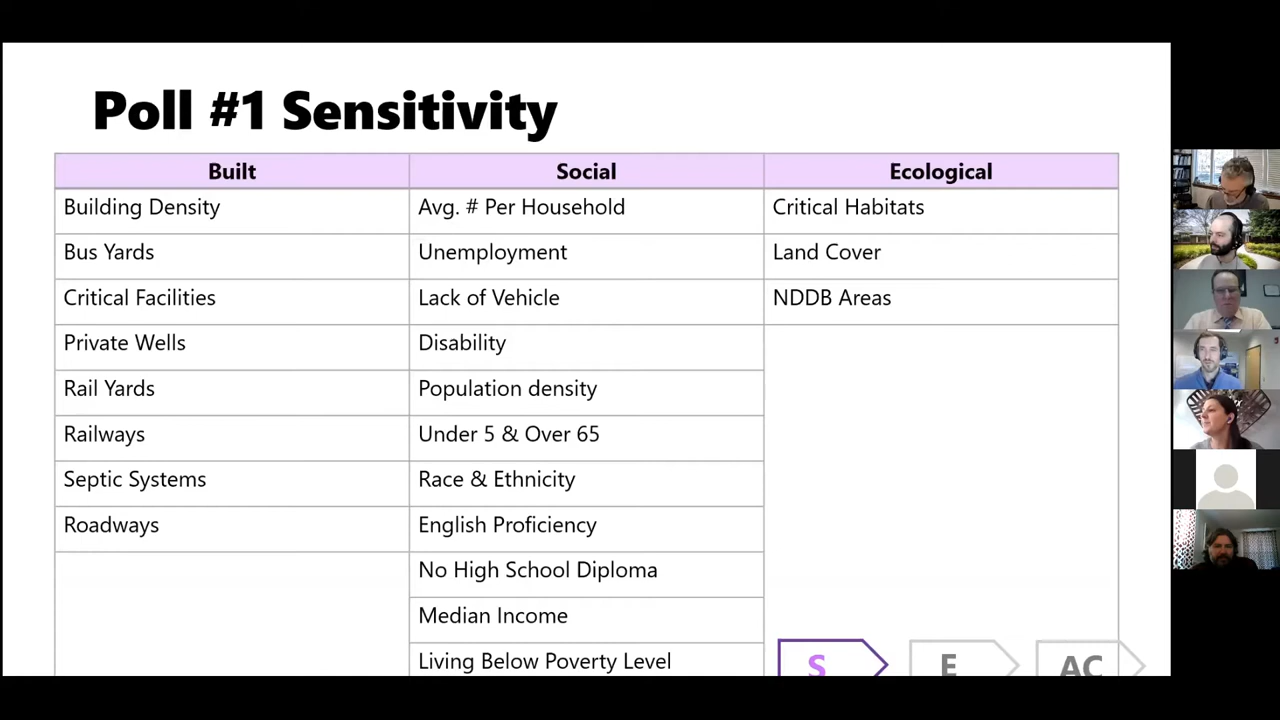 Poll #1 Sensitivity
Built Social Ecological
Building Density Avg. # Per Household Critical Habitats
Bus Yards Unemployment Land Cover
Critical Facilities Lack of Vehicle NDDB Areas
Private Wells Disability
Rail Yards Population density
Railways Under 5 & Over 65
Septic Systems Race & Ethnicity
Roadways English Proficiency
No High School Diploma
Median Income
Living Below Poverty Level
S E AC